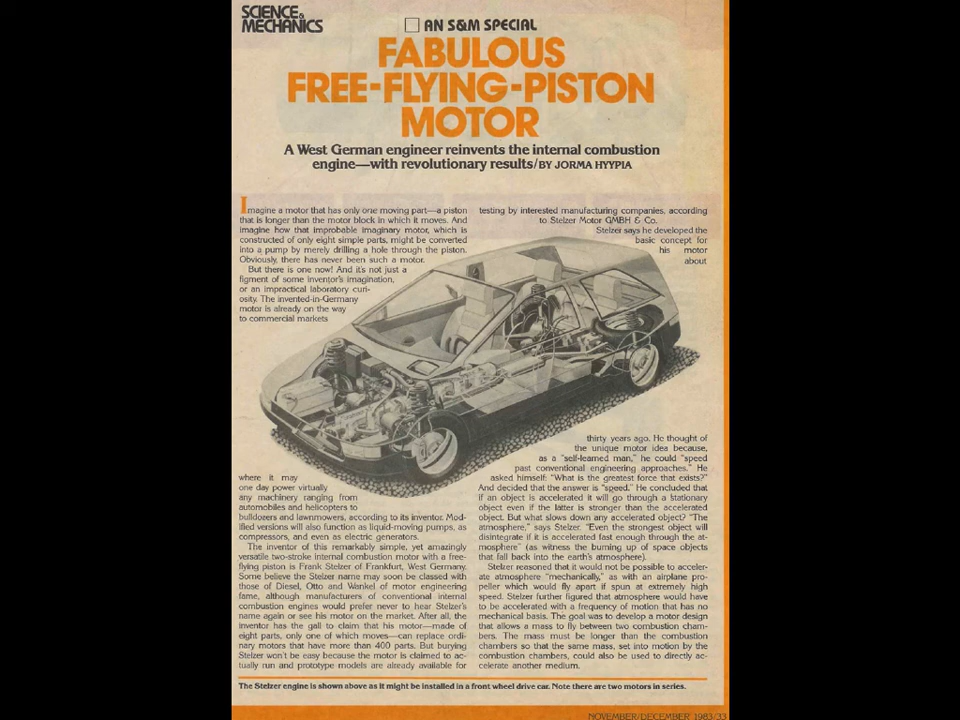 SCIENCE &
MECHANICS
AN S&M SPECIAL
FABULOUS
FREE-FLYING-PISTON
MOTOR
A West German engineer reinvents the internal combustion
engine—with revolutionary results/BY JORMA HYYPIA
Imagine a motor that has only one moving part—a piston
that is longer than the motor block in which it moves. And
imagine how that improbable imaginary motor, which is
constructed of only eight simple parts, might be converted
into a pump by merely drilling a hole through the piston.
Obviously, there has never been such a motor.
But there is one now! And it's not just a
figment of some inventor's imagination,
or an impractical laboratory curi-
osity. The invented-in-Germany
motor is already on the way
to commercial markets
where it may
one day power virtually
any machinery ranging from
automobiles and helicopters to
bulldozers and lawnmowers, according to its inventor. Mod-
ified versions will also function as liquid-moving pumps, as
compressors, and even as electric generators.
The inventor of this remarkably simple, yet amazingly
versatile two-stroke internal combustion motor with a free-
flying piston is Frank Stelzer of Frankfurt, West Germany.
Some believe the Stelzer name may soon be classed with
those of Diesel, Otto and Wankel of motor engineering
fame, although manufacturers of conventional internal
combustion engines would prefer never to hear Stelzer's
name again or see his motor on the market. After all, the
inventor has the gall to claim that his motor—made of
eight parts, only one of which moves—can replace ordi-
nary motors that have more than 400 parts. But burying
Stelzer won't be easy because the motor is claimed to ac-
tually run and prototype models are already available for
testing by interested manufacturing companies, according
to Stelzer Motor GMBH & Co.
Stelzer says he developed the
basic concept for
his motor
about
thirty years ago. He thought of
the unique motor idea because,
as a "self-learned man," he could "speed
past conventional engineering approaches." He
asked himself: "What is the greatest force that exists?"
And decided that the answer is "speed." He concluded that
if an object is accelerated it will go through a stationary
object even if the latter is stronger than the accelerated
object. But what slows down any accelerated object? "The
atmosphere," says Stelzer. "Even the strongest object will
disintegrate if it is accelerated fast enough through the at-
mosphere" (as witness the burning up of space objects
that fall back into the earth's atmosphere).
Stelzer reasoned that it would not be possible to acceler-
ate atmosphere "mechanically," as with an airplane pro-
peller which would fly apart if spun at extremely high
speed. Stelzer further figured that atmosphere would have
to be accelerated with a frequency of motion that has no
mechanical basis. The goal was to develop a motor design
that allows a mass to fly between two combustion cham-
bers. The mass must be longer than the combustion
chambers so that the same mass, set into motion by the
combustion chambers, could also be used to directly ac-
celerate another medium.
The Stelzer engine is shown above as it might be installed in a front wheel drive car. Note there are two motors in series.
NOVEMBER/DECEMBER 1983/33